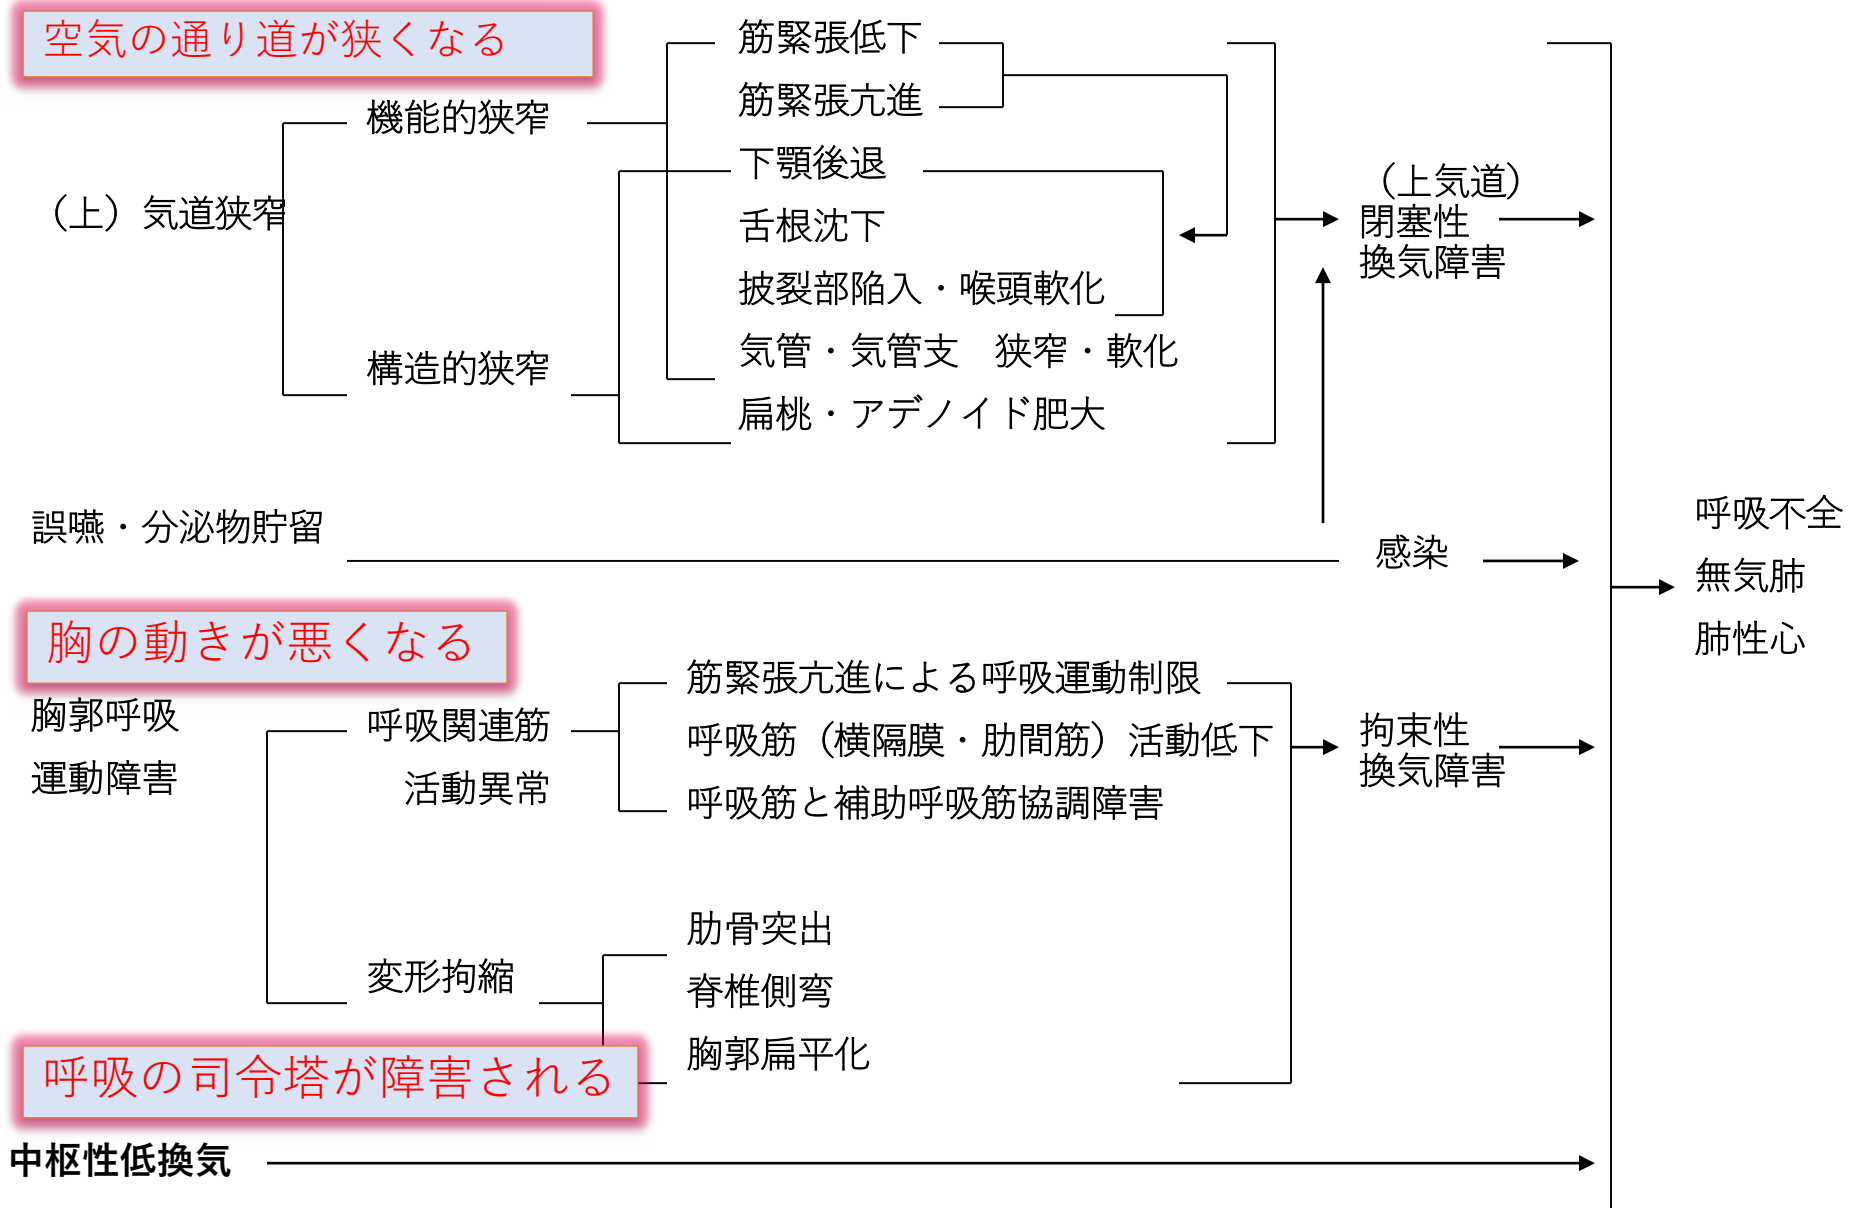 空気の通り道が狭くなる
（上）気道狭窄
機能的狭窄
構造的狭窄
筋緊張低下
筋緊張亢進
下顎後退
舌根沈下
披裂部陥入・喉頭軟化
気管・気管支　狭窄・軟化
扁桃・アデノイド肥大
（上気道）
閉塞性
換気障害
誤嚥・分泌物貯留
感染
胸の動きが悪くなる
胸郭呼吸
運動障害
呼吸関連筋
活動異常
変形拘縮
筋緊張亢進による呼吸運動制限
呼吸筋（横隔膜・肋間筋）活動低下
呼吸筋と補助呼吸筋協調障害
肋骨突出
脊椎側弯
胸郭扁平化
拘束性
換気障害
呼吸の司令塔が障害される
中枢性低換気
呼吸不全
無気肺
肺性心